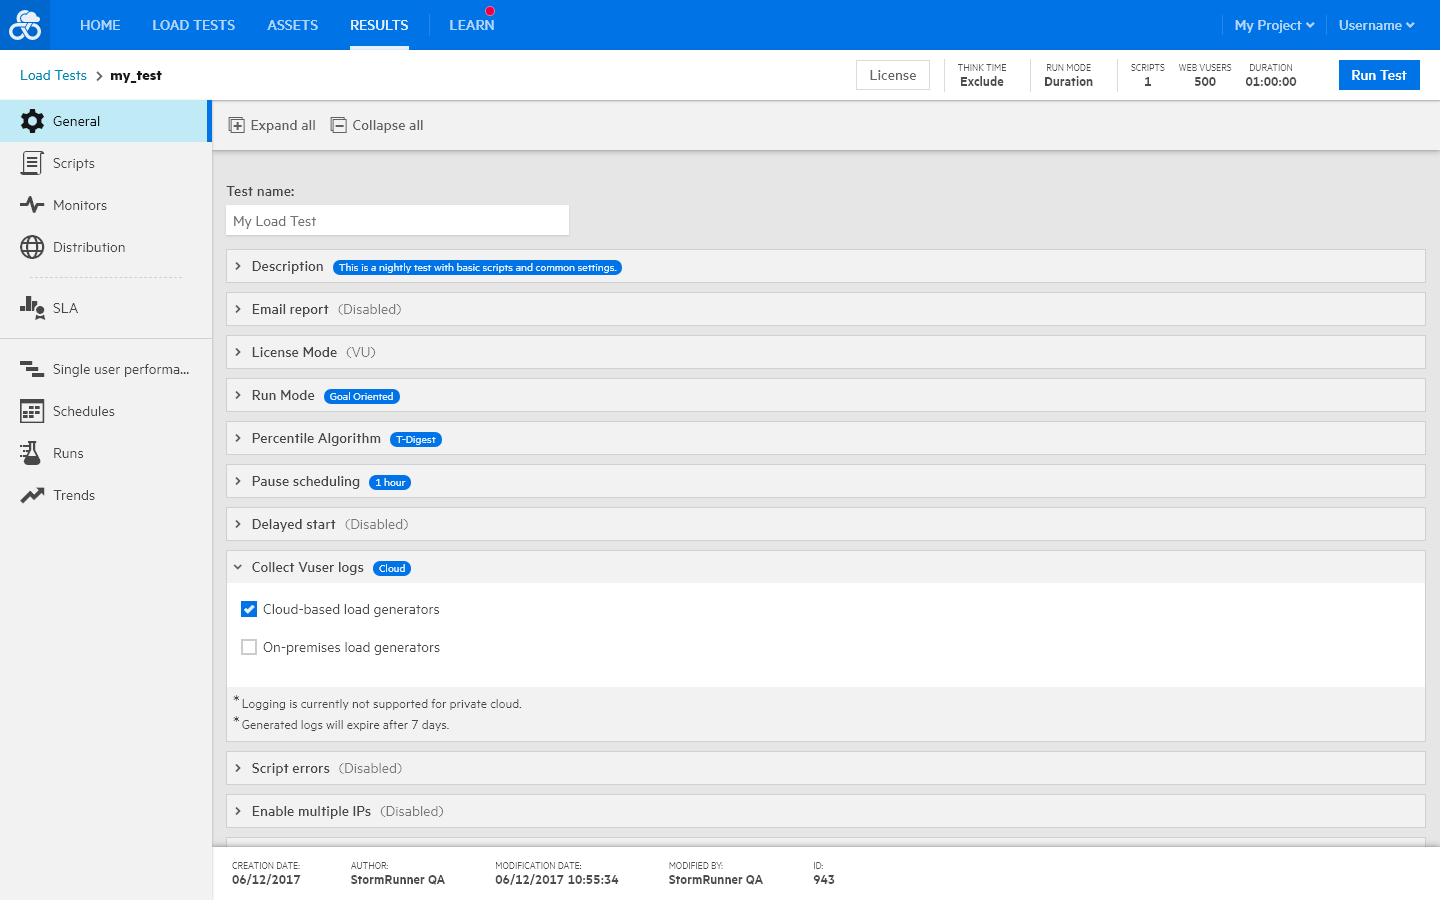 HOME LOAD TESTS ASSETS RESULTS LEARN My Project Username
Load Tests my_test License THINK TIME Exclude RUN MODE Duration SCRIPTS 1 WEB VUSERS 500 DURATION 01:00:00 Run Test
General
Scripts
Monitors
Distribution
SLA
Single user performa...
Schedules
Runs
Trends
Expand all Collapse all
Test name:
My Load Test
Description This is a nightly test with basic scripts and common settings.
Email report (Disabled)
License Mode (VU)
Run Mode Goal Oriented
Percentile Algorithm T-Digest
Pause scheduling 1 hour
Delayed start (Disabled)
Collect Vuser logs Cloud
Cloud-based load generators
On-premises load generators
* Logging is currently not supported for private cloud.
* Generated logs will expire after 7 days.
Script errors (Disabled)
Enable multiple IPs (Disabled)
CREATION DATE: AUTHOR: MODIFICATION DATE: MODIFIED BY: ID:
06/12/2017 StormRunner QA 06/12/2017 10:55:34 StormRunner QA 943